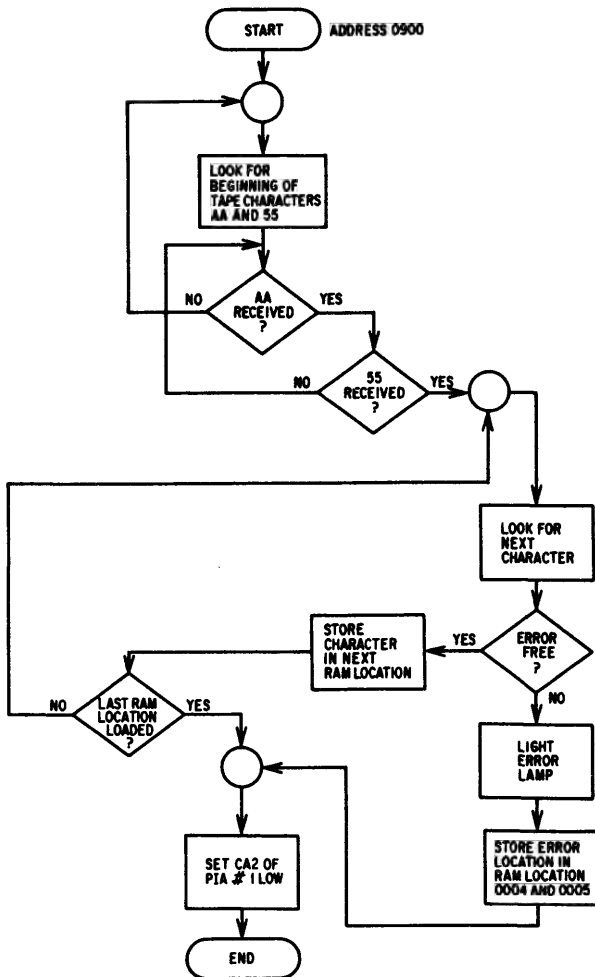 START
ADDRESS 0900
LOOK FOR
BEGINNING OF
TAPE CHARACTERS
AA AND 55
NO
AA
RECEIVED
?
YES
NO
55
RECEIVED
?
YES
LOOK FOR
NEXT
CHARACTER
STORE
CHARACTER
IN NEXT
RAM LOCATION
YES
ERROR
FREE
?
NO
NO
LAST RAM
LOCATION
LOADED
?
YES
LIGHT
ERROR
LAMP
SET CA2 OF
PIA # 1 LOW
STORE ERROR
LOCATION IN
RAM LOCATION
0004 AND 0005
END